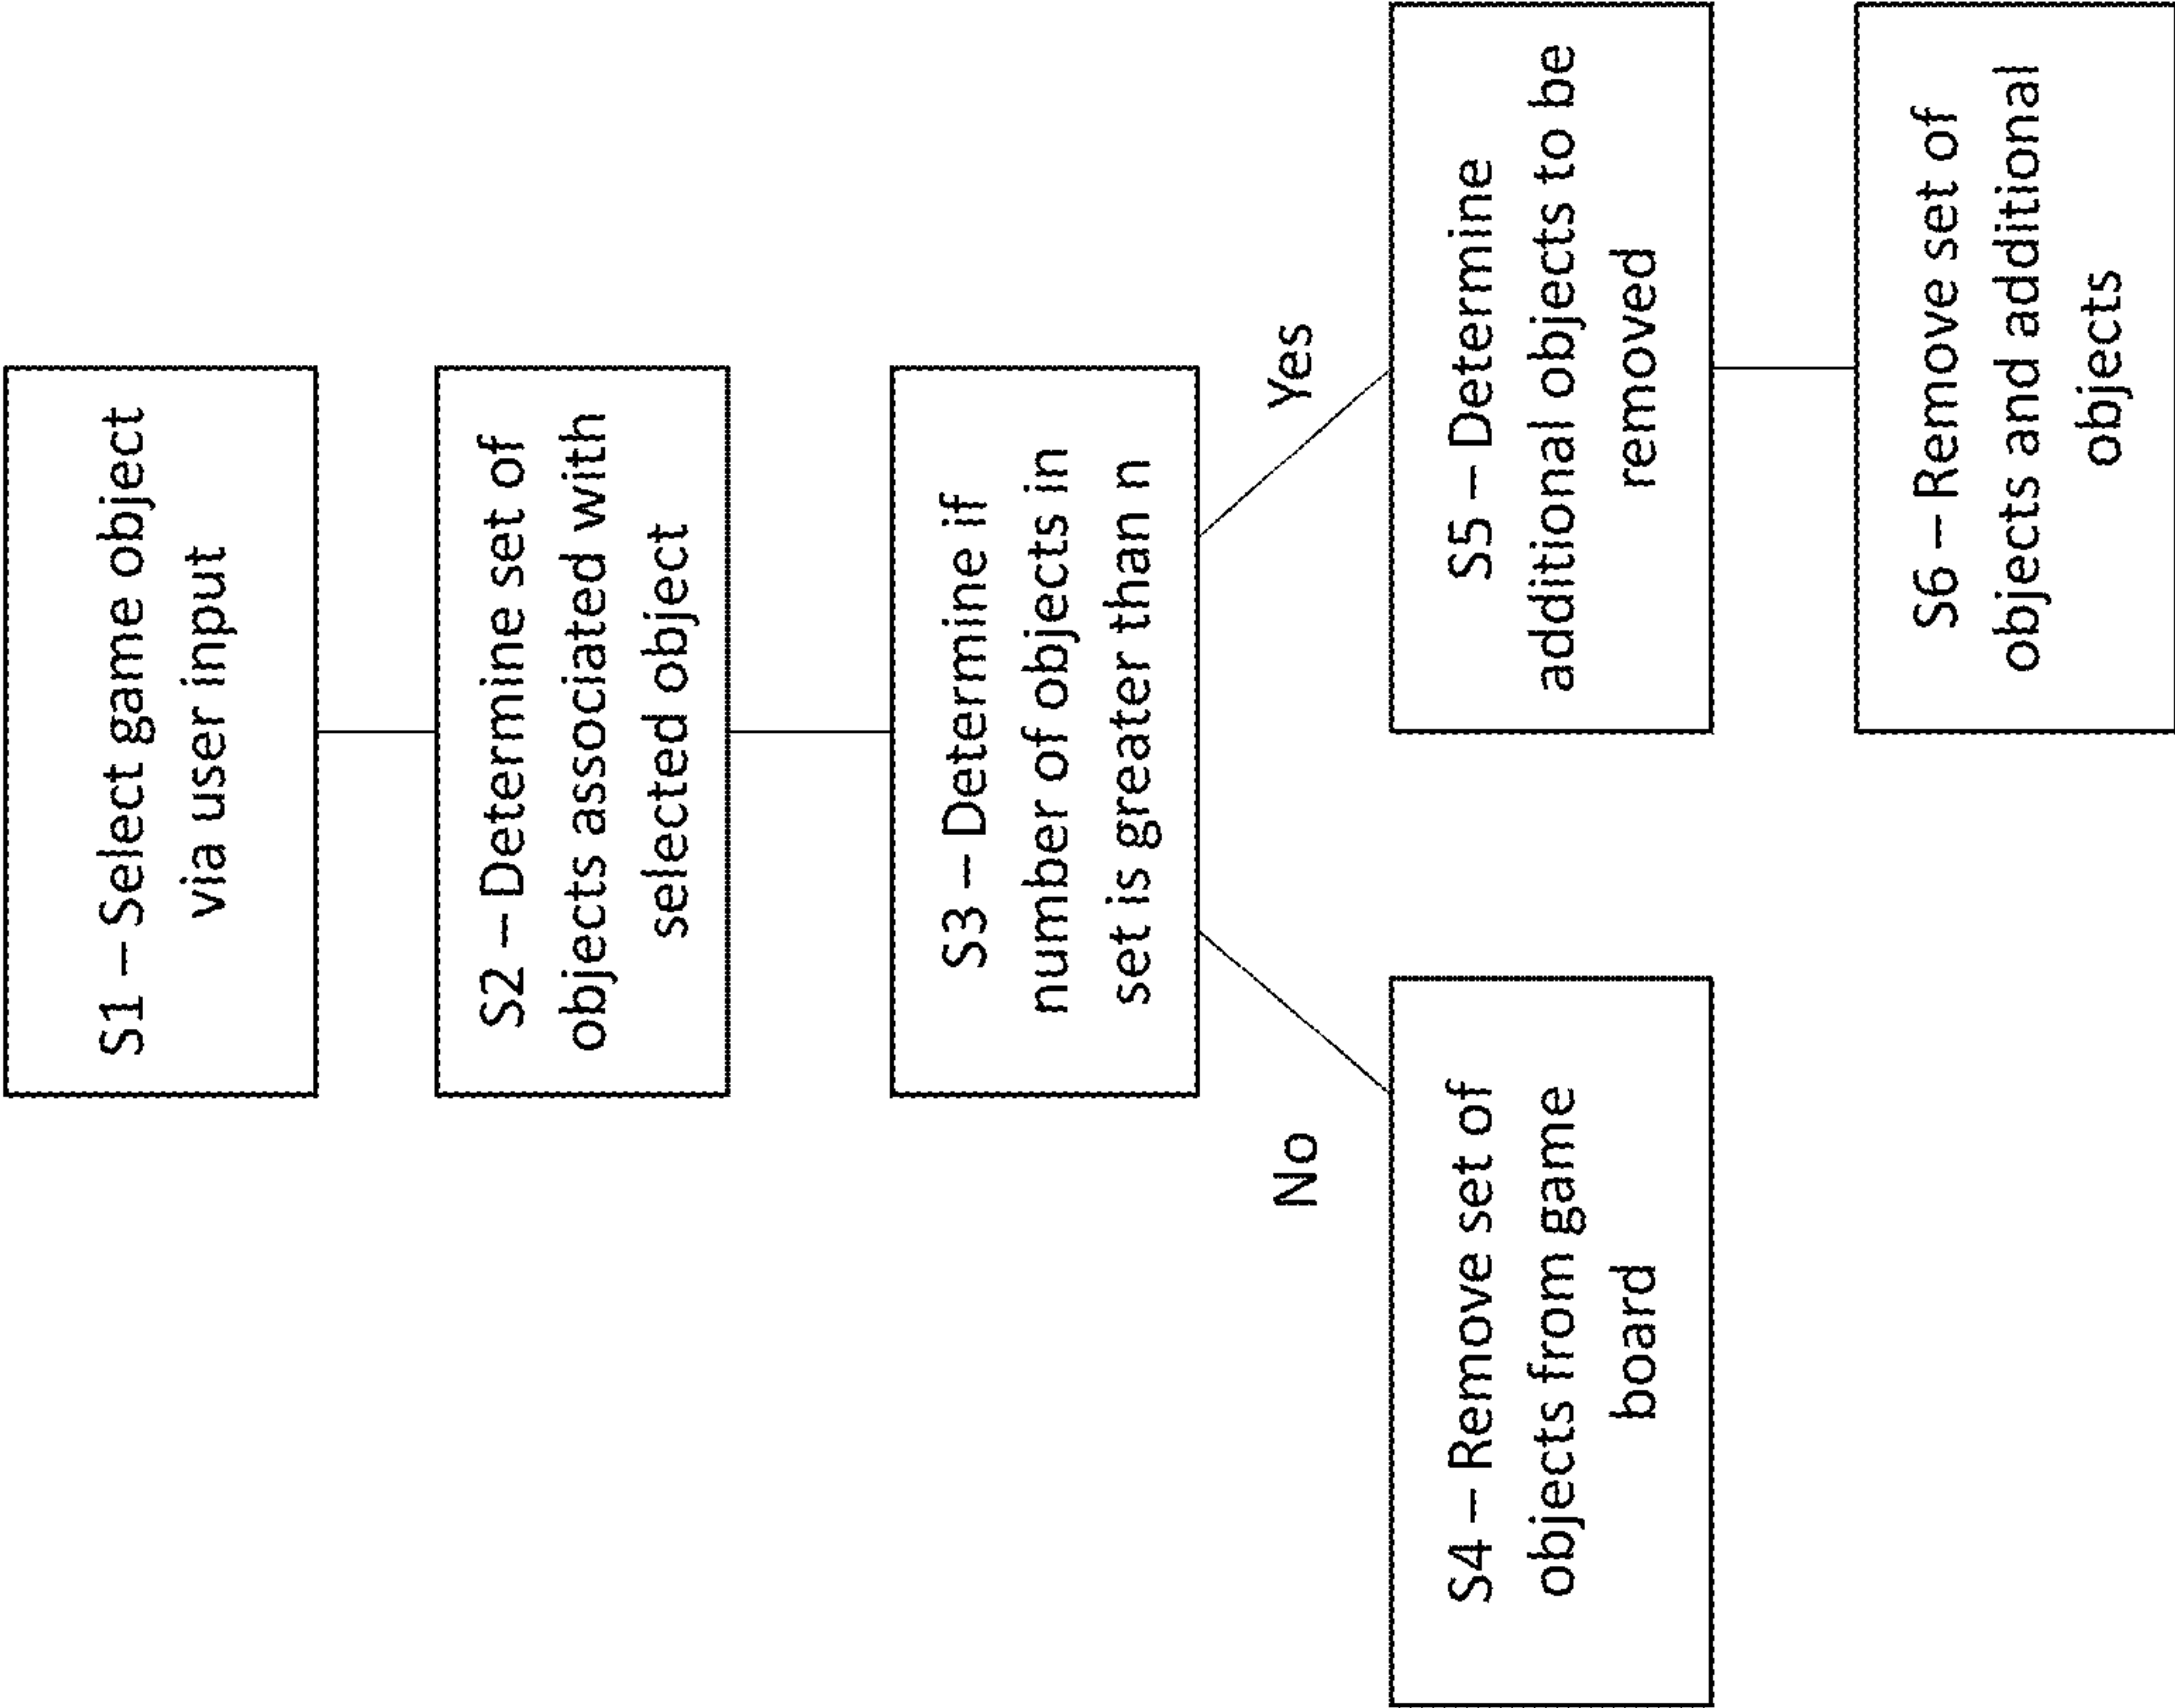 S1 – Select game object
via user input
S2 – Determine set of
objects associated with
selected object
S3 – Determine if
number of objects in
set is greater than n
No
Yes
S4 – Remove set of
objects from game
board
S5 – Determine
additional objects to be
removed
S6 – Remove set of
objects and additional
objects